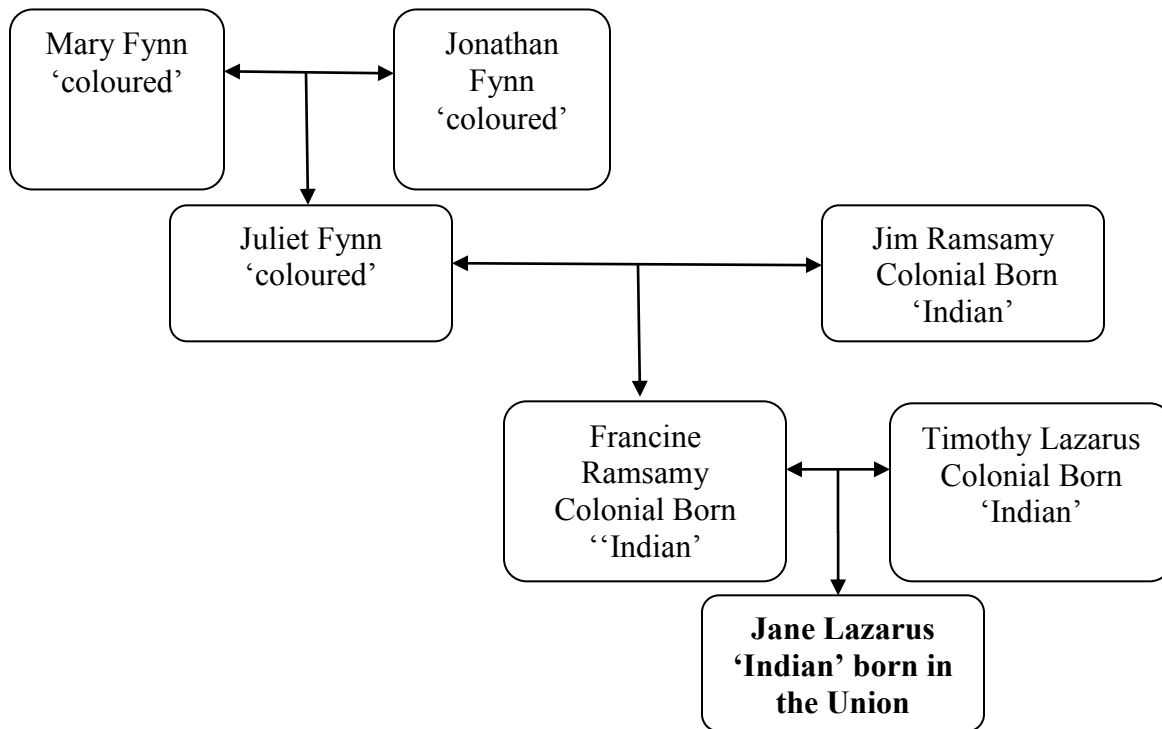 Mary Fynn
‘coloured’
Jonathan
Fynn
‘coloured’
Juliet Fynn
‘coloured’
Jim Ramsamy
Colonial Born
‘Indian’
Francine
Ramsamy
Colonial Born
‘‘Indian’
Timothy Lazarus
Colonial Born
‘Indian’
Jane Lazarus
‘Indian’ born in
the Union